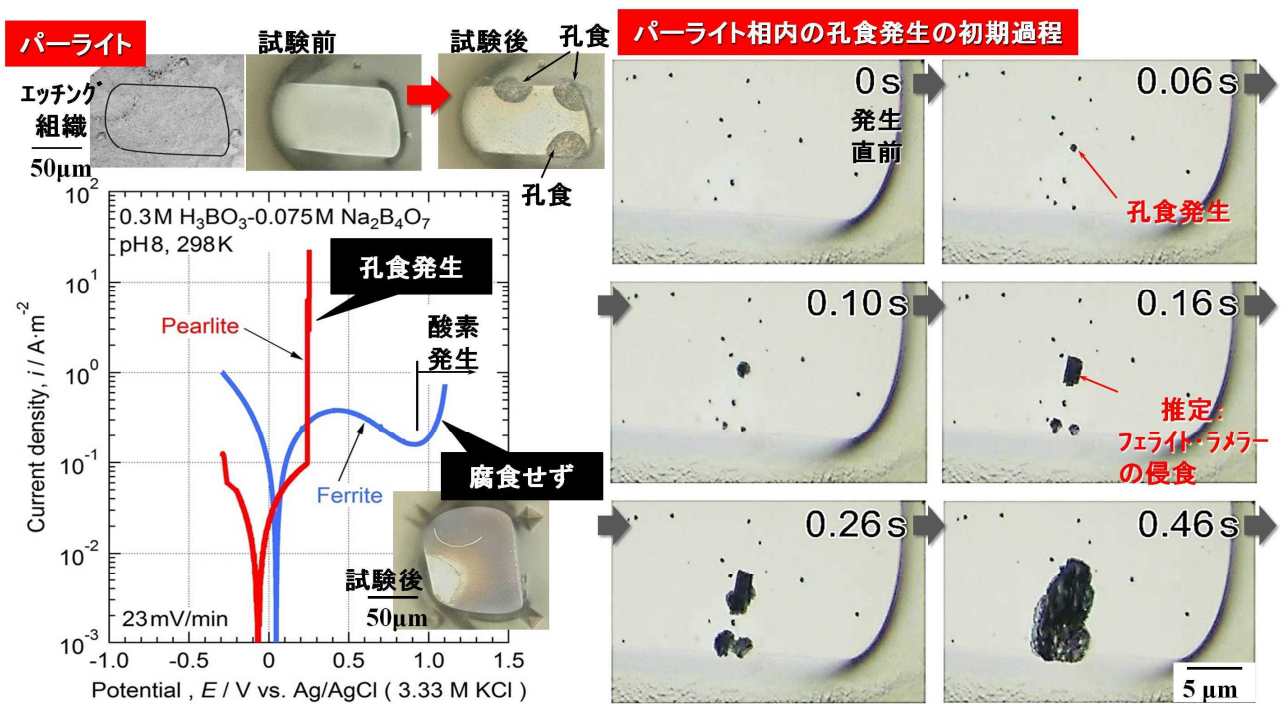 パーライト
試験前
試験後
孔食
エッチング
組織
50µm
孔食
10²
10¹
10⁰
10⁻¹
10⁻²
10⁻³
Current density, i / A·m⁻²
0.3M H₃BO₃-0.075M Na₂B₄O₇
pH8, 298K
孔食発生
Pearlite
酸素
発生
Ferrite
腐食せず
試験後
50µm
23mV/min
-1.0 -0.5 0 0.5 1.0 1.5
Potential , E / V vs. Ag/AgCl ( 3.33 M KCl )
パーライト相内の孔食発生の初期過程
0s
発生
直前
0.06s
孔食発生
0.10s
0.16s
推定:
フェライト・ラメラー
の侵食
0.26s
0.46s
5 µm